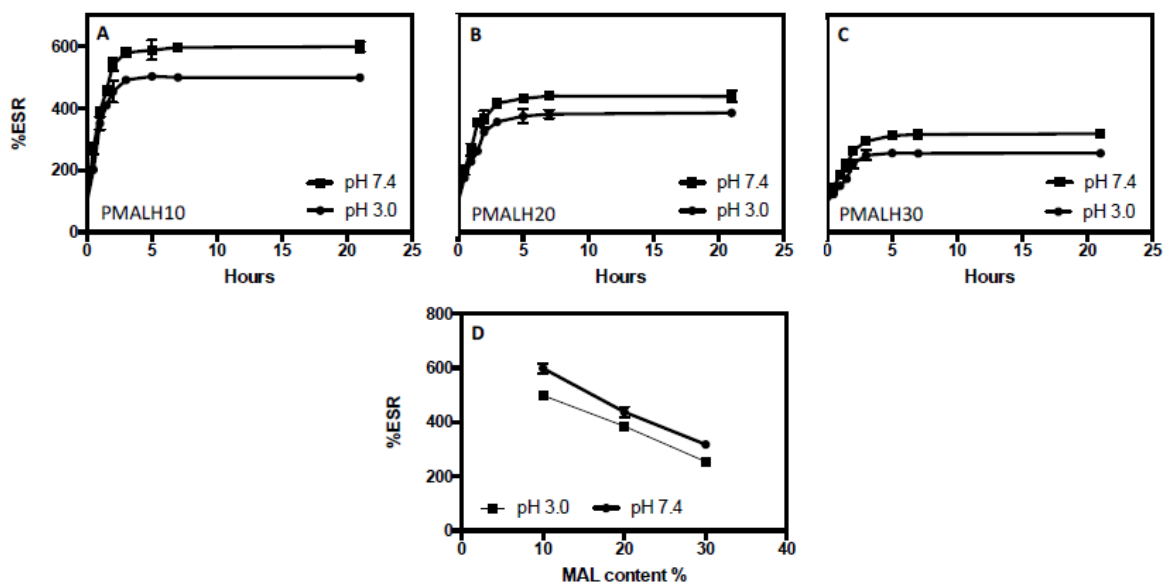 A
%ESR
600
400
200
0
pH 7.4
pH 3.0
PMALH10
0 5 10 15 20 25
Hours
B
pH 7.4
pH 3.0
PMALH20
0 5 10 15 20 25
Hours
C
pH 7.4
pH 3.0
PMALH30
0 5 10 15 20 25
Hours
D
%ESR
800
600
400
200
0
pH 3.0 pH 7.4
0 10 20 30 40
MAL content %